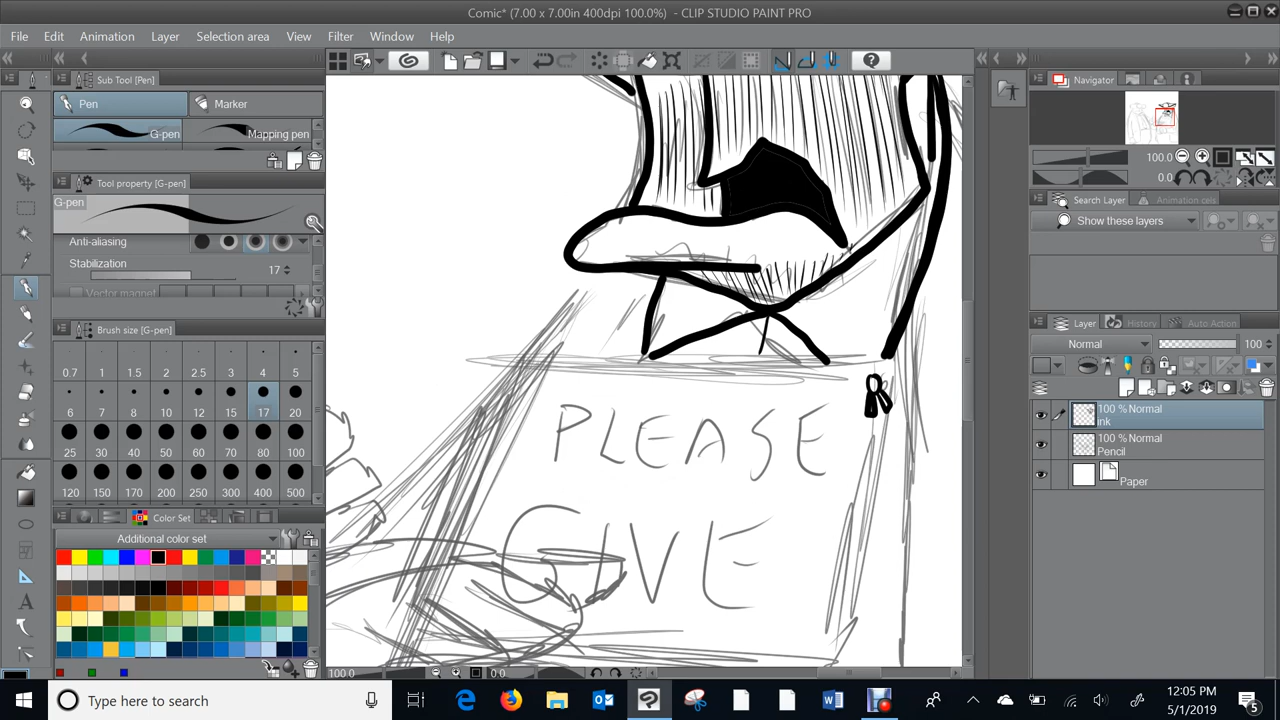 Comic* (7.00 x 7.00in 400dpi 100.0%) - CLIP STUDIO PAINT PRO
File Edit Animation Layer Selection area View Filter Window Help
Sub Tool [Pen]
Pen Marker
G-pen Mapping pen
Tool property [G-pen]
G-pen
Anti-aliasing
Stabilization
17
Vector magnet
Brush size [G-pen]
0.7 1 1.5 2 2.5 3 4 5
6 7 8 10 12 15 17 20
25 30 40 50 60 70 80 100
120 150 170 200 250 300 400 500
Color Set
Additional color set
PLEASE
GIVE
100.0 0.0
Navigator
100.0
0.0
Search Layer Animation cels
Show these layers
Layer History Auto Action
Normal 100
100 % Normal
ink
100 % Normal
Pencil
Paper
Type here to search
12:05 PM
5/1/2019
5